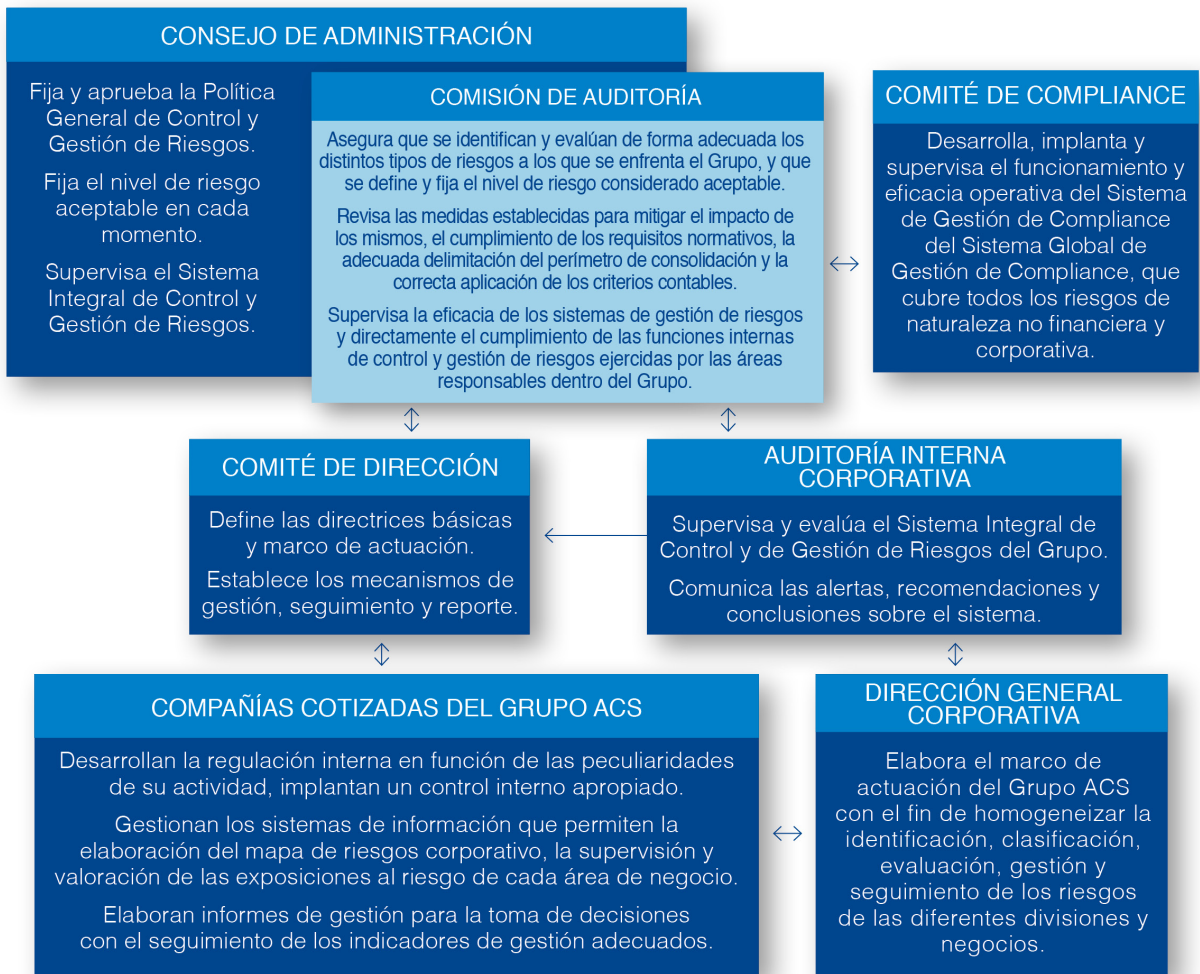 CONSEJO DE ADMINISTRACIÓN
Fija y aprueba la Política
General de Control y
Gestión de Riesgos.
Fija el nivel de riesgo
aceptable en cada
momento.
Supervisa el Sistema
Integral de Control y
Gestión de Riesgos.
COMISIÓN DE AUDITORÍA
Asegura que se identifican y evalúan de forma adecuada los
distintos tipos de riesgos a los que se enfrenta el Grupo, y que
se define y fija el nivel de riesgo considerado aceptable.
Revisa las medidas establecidas para mitigar el impacto de
los mismos, el cumplimiento de los requisitos normativos, la
adecuada delimitación del perímetro de consolidación y la
correcta aplicación de los criterios contables.
Supervisa la eficacia de los sistemas de gestión de riesgos
y directamente el cumplimiento de las funciones internas
de control y gestión de riesgos ejercidas por las áreas
responsables dentro del Grupo.
COMITÉ DE COMPLIANCE
Desarrolla, implanta y
supervisa el funcionamiento y
eficacia operativa del Sistema
de Gestión de Compliance
del Sistema Global de
Gestión de Compliance, que
cubre todos los riesgos de
naturaleza no financiera y
corporativa.
COMITÉ DE DIRECCIÓN
Define las directrices básicas
y marco de actuación.
Establece los mecanismos de
gestión, seguimiento y reporte.
AUDITORÍA INTERNA
CORPORATIVA
Supervisa y evalúa el Sistema Integral de
Control y de Gestión de Riesgos del Grupo.
Comunica las alertas, recomendaciones y
conclusiones sobre el sistema.
COMPAÑÍAS COTIZADAS DEL GRUPO ACS
Desarrollan la regulación interna en función de las peculiaridades
de su actividad, implantan un control interno apropiado.
Gestionan los sistemas de información que permiten la
elaboración del mapa de riesgos corporativo, la supervisión y
valoración de las exposiciones al riesgo de cada área de negocio.
Elaboran informes de gestión para la toma de decisiones
con el seguimiento de los indicadores de gestión adecuados.
DIRECCIÓN GENERAL
CORPORATIVA
Elabora el marco de
actuación del Grupo ACS
con el fin de homogeneizar la
identificación, clasificación,
evaluación, gestión y
seguimiento de los riesgos
de las diferentes divisiones y
negocios.